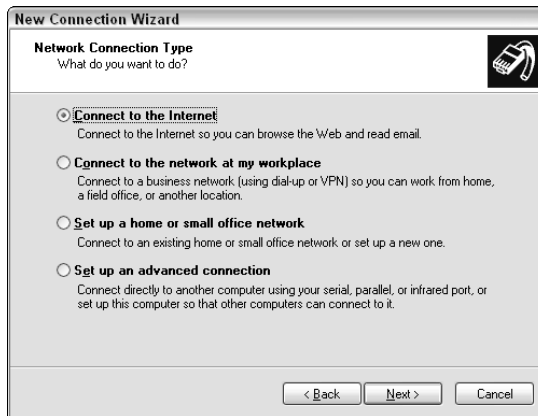 New Connection Wizard
Network Connection Type
What do you want to do?
Connect to the Internet
Connect to the Internet so you can browse the Web and read email.
Connect to the network at my workplace
Connect to a business network (using dial-up or VPN) so you can work from home,
a field office, or another location.
Set up a home or small office network
Connect to an existing home or small office network or set up a new one.
Set up an advanced connection
Connect directly to another computer using your serial, parallel, or infrared port, or
set up this computer so that other computers can connect to it.
< Back Next > Cancel